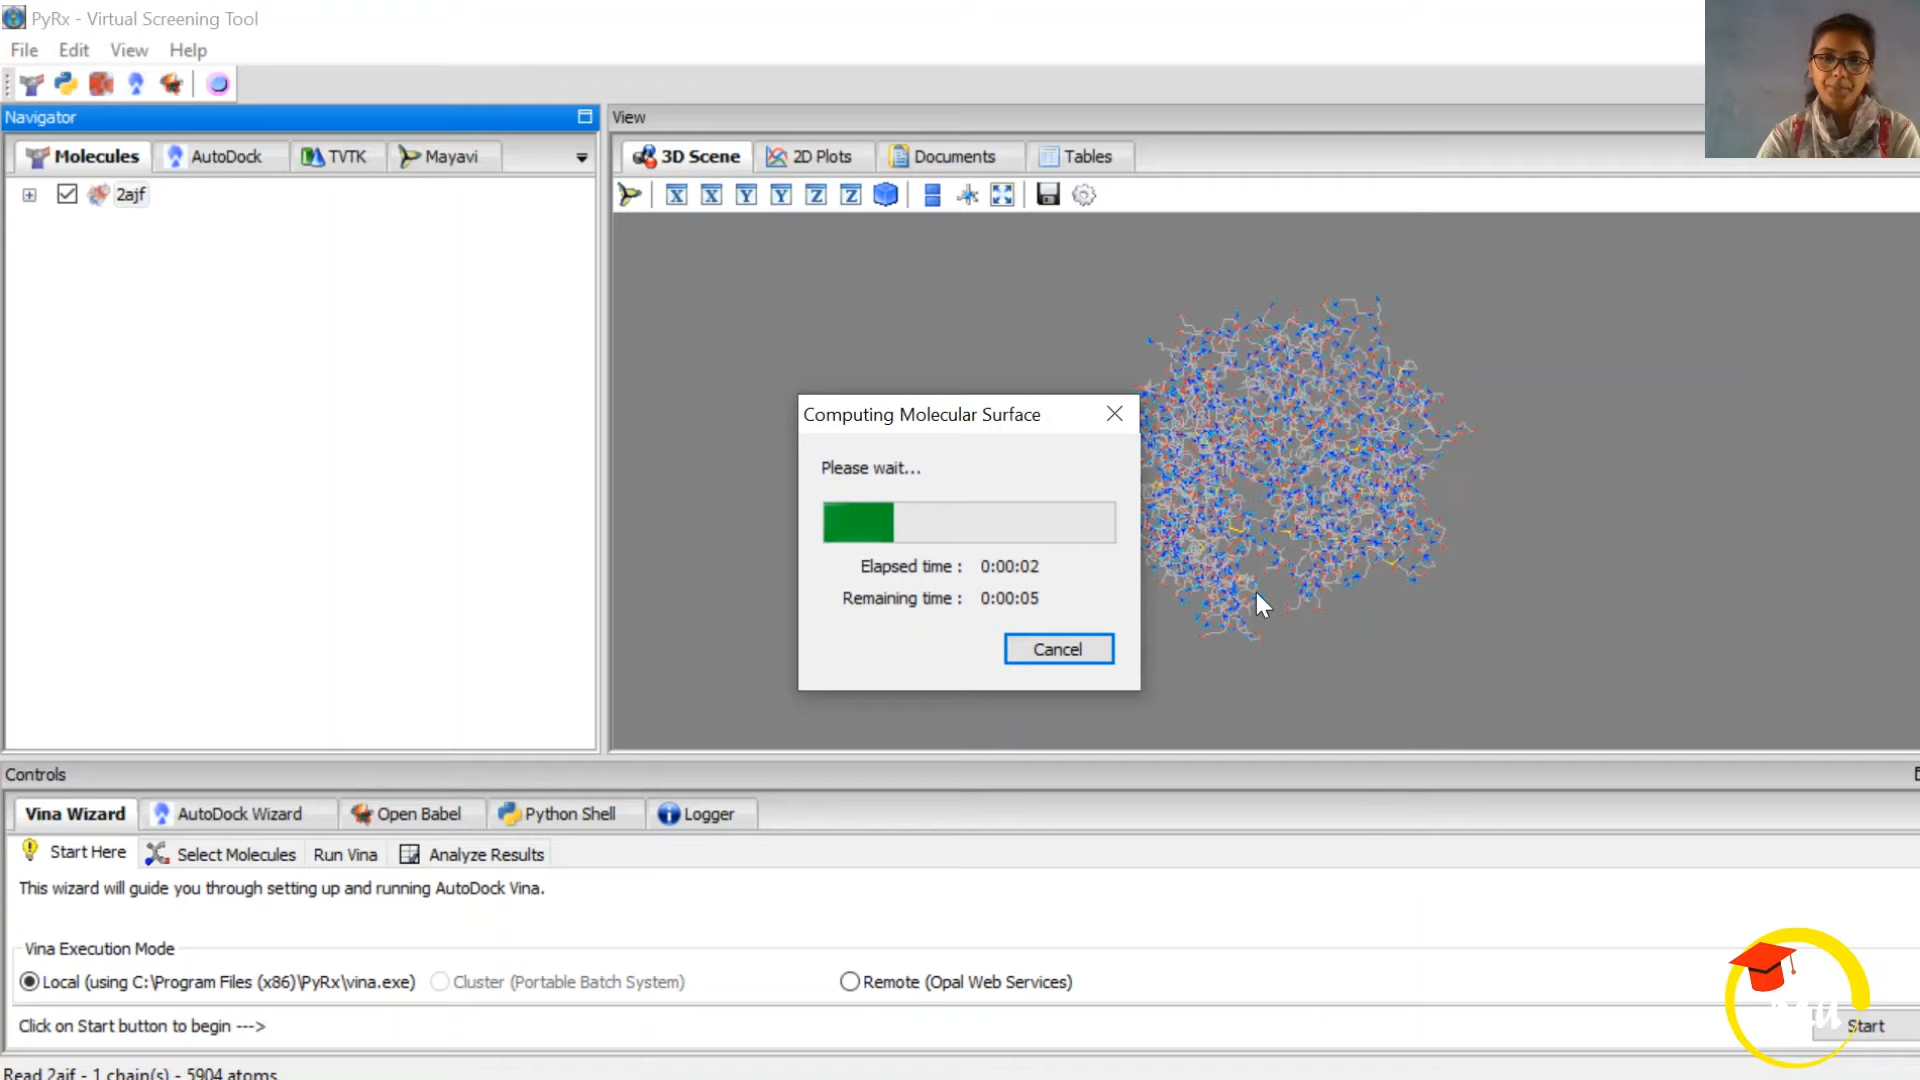 PyRx - Virtual Screening Tool
File Edit View Help
Navigator
View
Molecules AutoDock TVTK Mayavi
3D Scene 2D Plots Documents Tables
2ajf
X X Y Y Z Z
Computing Molecular Surface
Please wait...
Elapsed time : 0:00:02
Remaining time : 0:00:05
Cancel
Controls
Vina Wizard AutoDock Wizard Open Babel Python Shell Logger
Start Here Select Molecules Run Vina Analyze Results
This wizard will guide you through setting up and running AutoDock Vina.
Vina Execution Mode
Local (using C:\Program Files (x86)\PyRx\vina.exe) Cluster (Portable Batch System) Remote (Opal Web Services)
Click on Start button to begin --->
Start
Read 2ajf - 1 chain(s) - 5904 atoms